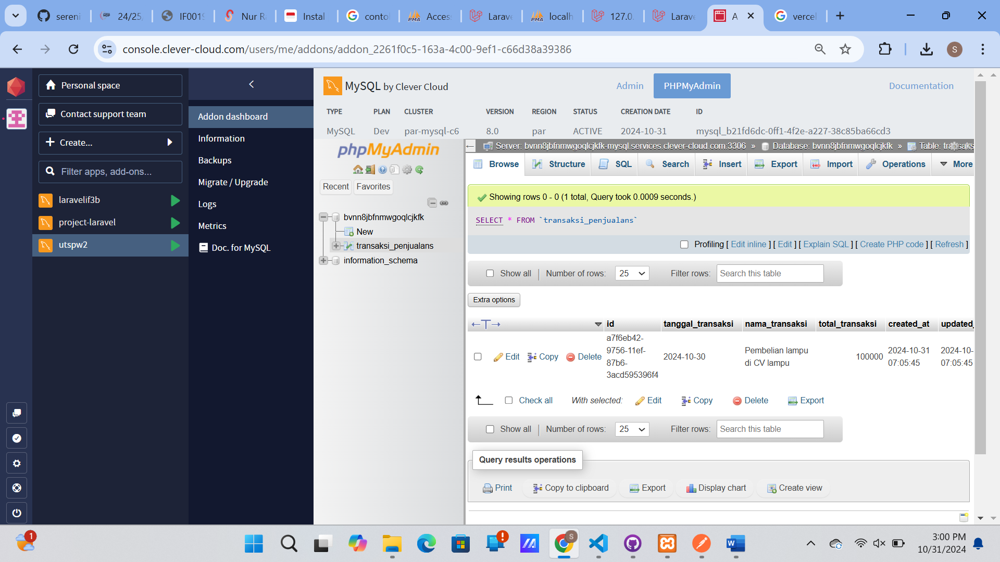 sereni
24/25,
IF0019
Nur R
Instal
conto
Acces
Larav
localh
127.0.
Larav
A
vercel
console.clever-cloud.com/users/me/addons/addon_2261f0c5-163a-4c00-9ef1-c66d38a39386
S
Personal space
Contact support team
Create...
Filter apps, add-ons...
laravelif3b
project-laravel
utspw2
Addon dashboard
Information
Backups
Migrate / Upgrade
Logs
Metrics
Doc. for MySQL
MySQL by Clever Cloud
Admin
PHPMyAdmin
Documentation
TYPE PLAN CLUSTER VERSION REGION STATUS CREATION DATE ID
MySQL Dev par-mysql-c6 8.0 par ACTIVE 2024-10-31 mysql_b21fd6dc-0ff1-4f2e-a227-38c85ba66cd3
phpMyAdmin
Recent Favorites
bvnn8jbfnmwgoqlcjkfk
New
transaksi_penjualans
information_schema
Server: bvnn8jbfnmwgoqlcjkfk-mysql.services.clever-cloud.com:3306 » Database: bvnn8jbfnmwgoqlcjkfk » Table:
Browse Structure SQL Search Insert Export Import Operations More
Showing rows 0 - 0 (1 total, Query took 0.0009 seconds.)
SELECT * FROM `transaksi_penjualans`
Profiling [ Edit inline ] [ Edit ] [ Explain SQL ] [ Create PHP code ] [ Refresh ]
Show all | Number of rows: 25 Filter rows: Search this table
Extra options
id tanggal_transaksi nama_transaksi total_transaksi created_at updated_
a7f6eb42-
9756-11ef-
87b6-
3acd595396f4
Edit Copy Delete
2024-10-30
Pembelian lampu
di CV lampu
100000
2024-10-31
07:05:45
2024-10-
07:05:45
Check all With selected: Edit Copy Delete Export
Show all | Number of rows: 25 Filter rows: Search this table
Query results operations
Print Copy to clipboard Export Display chart Create view
1
S
3:00 PM
10/31/2024